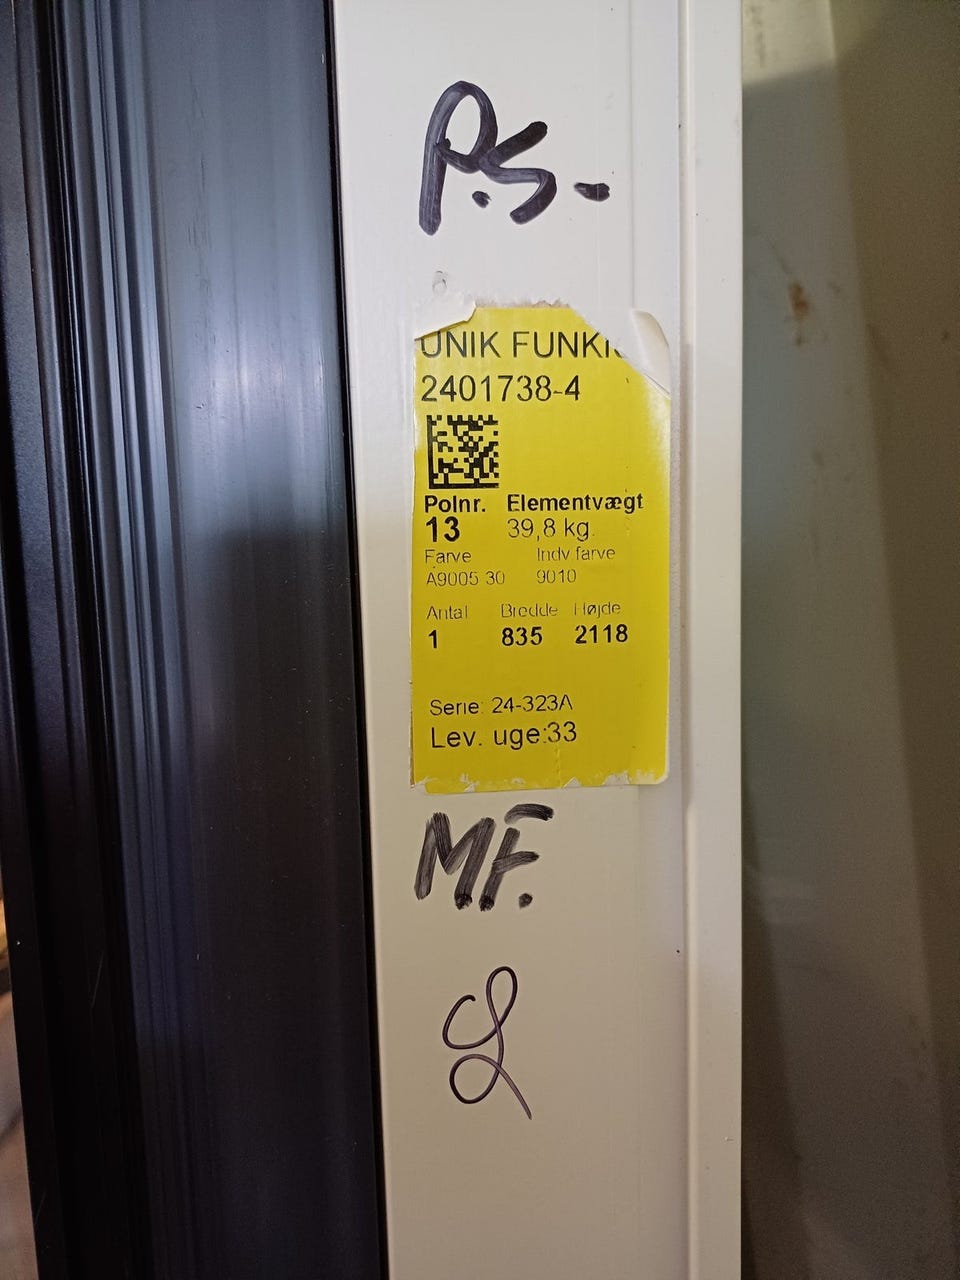 P.S.
UNIK FUNKI
2401738-4
Polnr. Elementvægt
13 39,8 kg.
Farve Indv farve
A9005 30 9010
Antal Bredde Højde
1 835 2118
Serie: 24-323A
Lev. uge:33
MF.